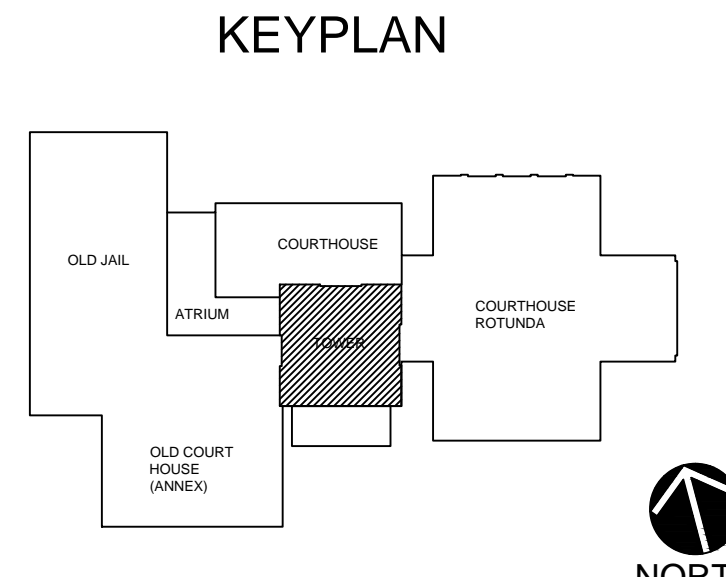 KEYPLAN
OLD JAIL
COURTHOUSE
ATRIUM
TOWER
COURTHOUSE
ROTUNDA
OLD COURT
HOUSE
(ANNEX)
NORT